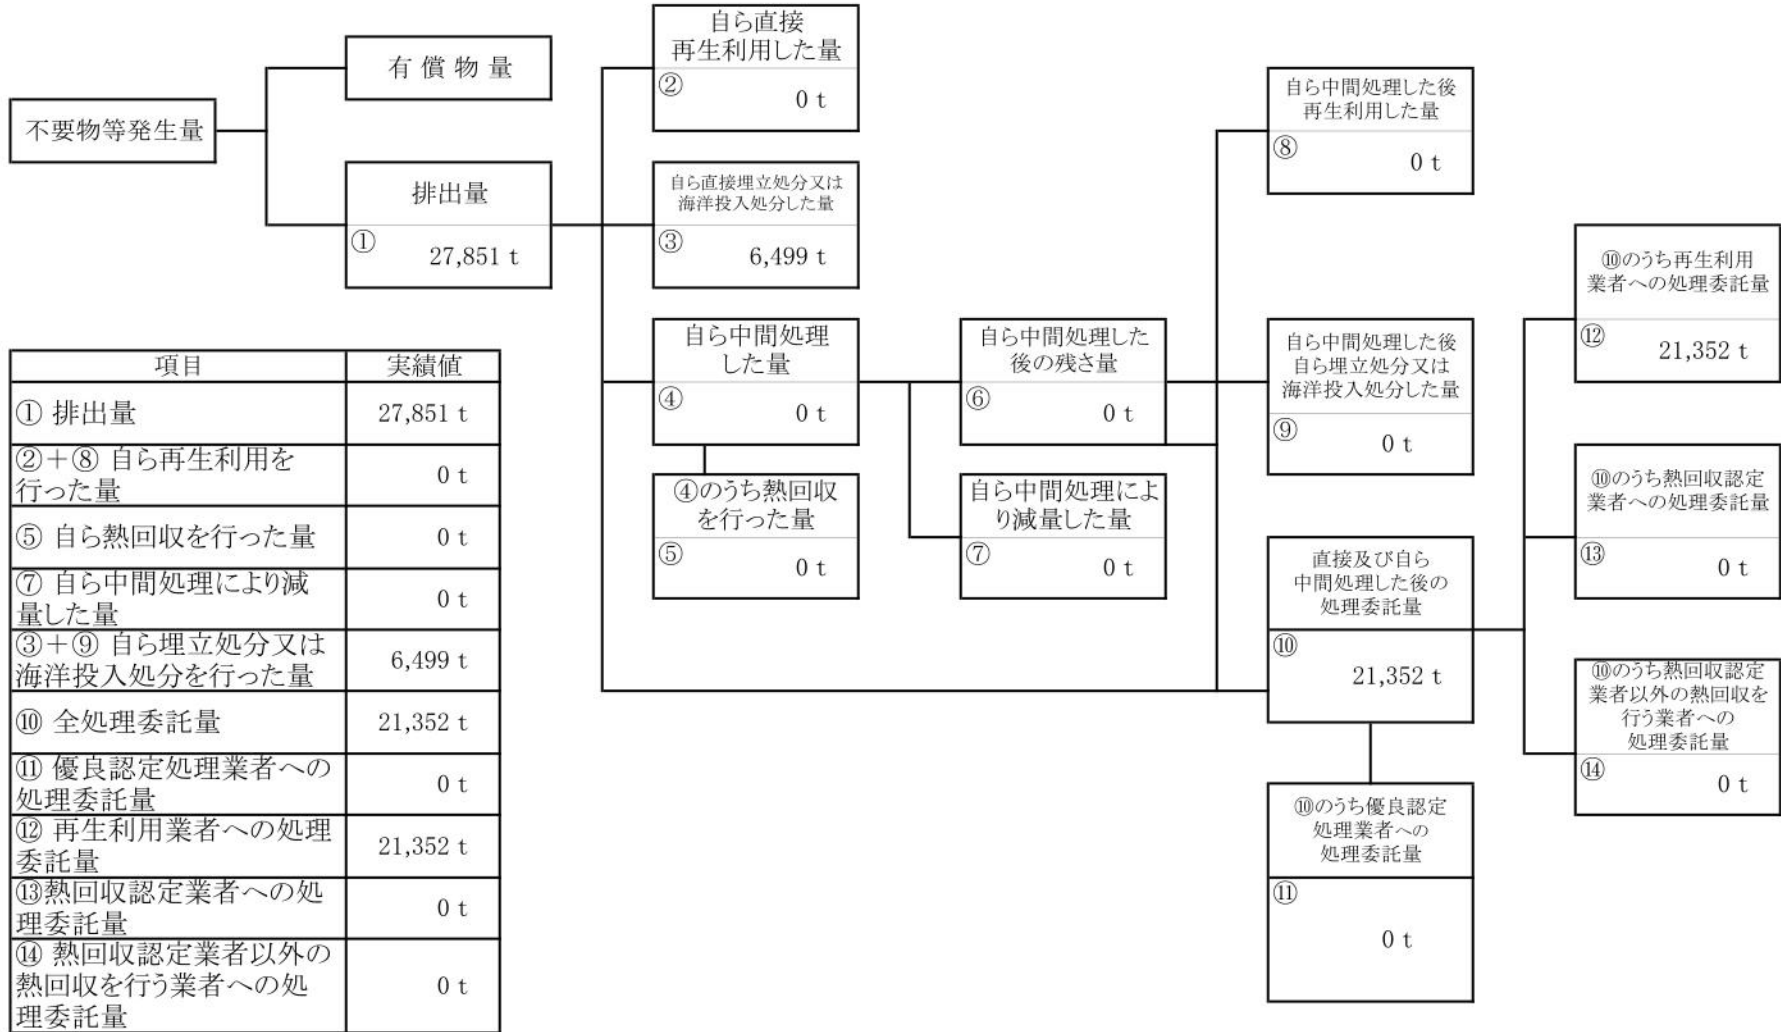 不要物等発生量
有償物量
排出量
①
27,851 t
自ら直接
再生利用した量
②
0 t
自ら直接埋立処分又は
海洋投入処分した量
③
6,499 t
自ら中間処理
した量
④
0 t
④のうち熱回収
を行った量
⑤
0 t
自ら中間処理した
後の残さ量
⑥
0 t
自ら中間処理によ
り減量した量
⑦
0 t
自ら中間処理した後
再生利用した量
⑧
0 t
自ら中間処理した後
自ら埋立処分又は
海洋投入処分した量
⑨
0 t
直接及び自ら
中間処理した後の
処理委託量
⑩
21,352 t
⑩のうち優良認定
処理業者への
処理委託量
⑪
0 t
⑩のうち再生利用
業者への処理委託量
⑫
21,352 t
⑩のうち熱回収認定
業者への処理委託量
⑬
0 t
⑩のうち熱回収認定
業者以外の熱回収を
行う業者への
処理委託量
⑭
0 t
項目 実績値
① 排出量 27,851 t
②+⑧ 自ら再生利用を
行った量 0 t
⑤ 自ら熱回収を行った量 0 t
⑦ 自ら中間処理により減
量した量 0 t
③+⑨ 自ら埋立処分又は
海洋投入処分を行った量 6,499 t
⑩ 全処理委託量 21,352 t
⑪ 優良認定処理業者への
処理委託量 0 t
⑫ 再生利用業者への処理
委託量 21,352 t
⑬熱回収認定業者への処
理委託量 0 t
⑭ 熱回収認定業者以外の
熱回収を行う業者への処
理委託量 0 t